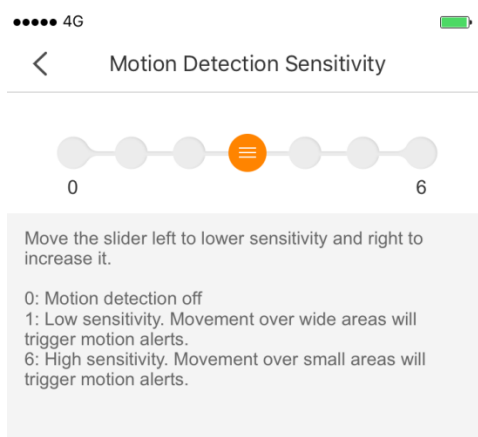 4G
Motion Detection Sensitivity
0 6
Move the slider left to lower sensitivity and right to
increase it.
0: Motion detection off
1: Low sensitivity. Movement over wide areas will
trigger motion alerts.
6: High sensitivity. Movement over small areas will
trigger motion alerts.